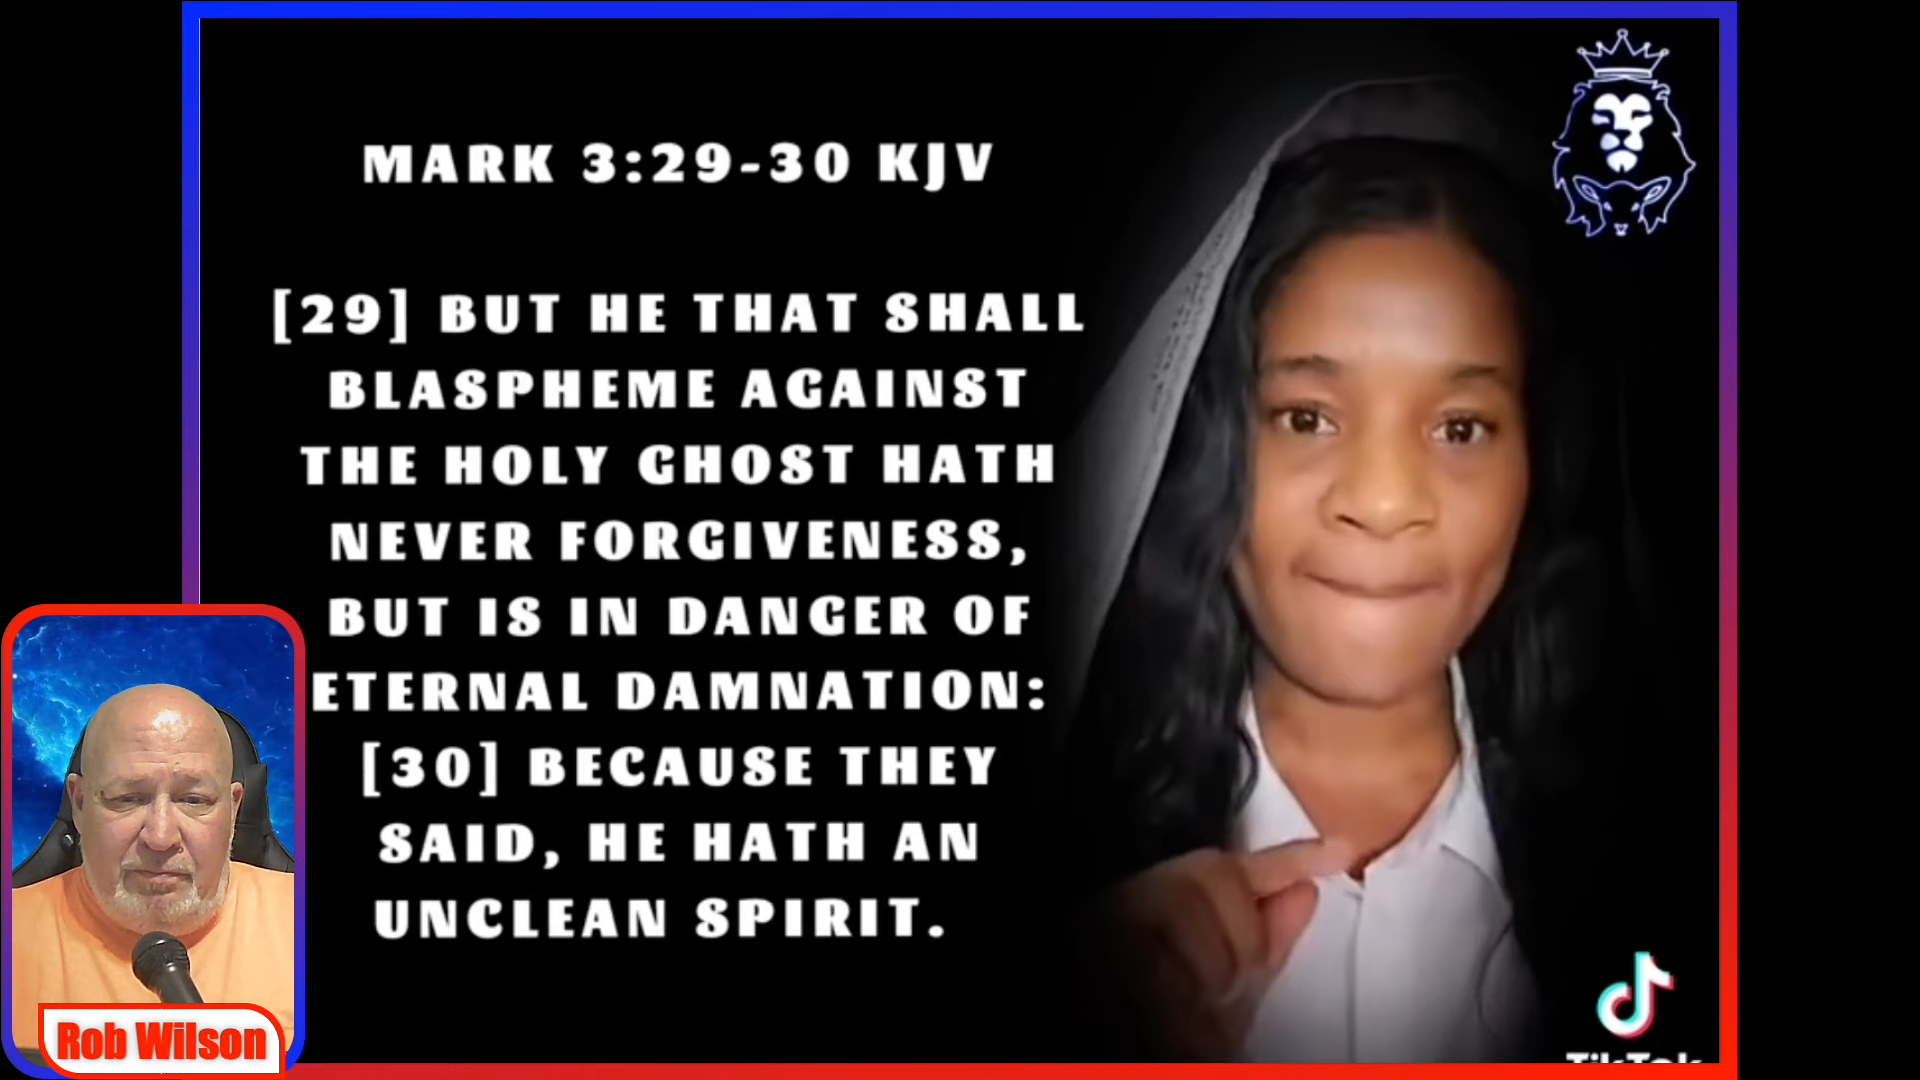 MARK 3:29-30 KJV
[29] BUT HE THAT SHALL
BLASPHEME AGAINST
THE HOLY GHOST HATH
NEVER FORGIVENESS,
BUT IS IN DANGER OF
ETERNAL DAMNATION:
[30] BECAUSE THEY
SAID, HE HATH AN
UNCLEAN SPIRIT.
Rob Wilson
TikTok